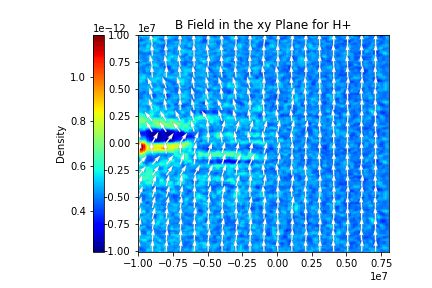 B Field in the xy Plane for H+
1e−12
1e7
1.0
0.8
0.6
0.4
Density
1.00
0.75
0.50
0.25
0.00
−0.25
−0.50
−0.75
−1.00
−1.00 −0.75 −0.50 −0.25 0.00 0.25 0.50 0.75
1e7